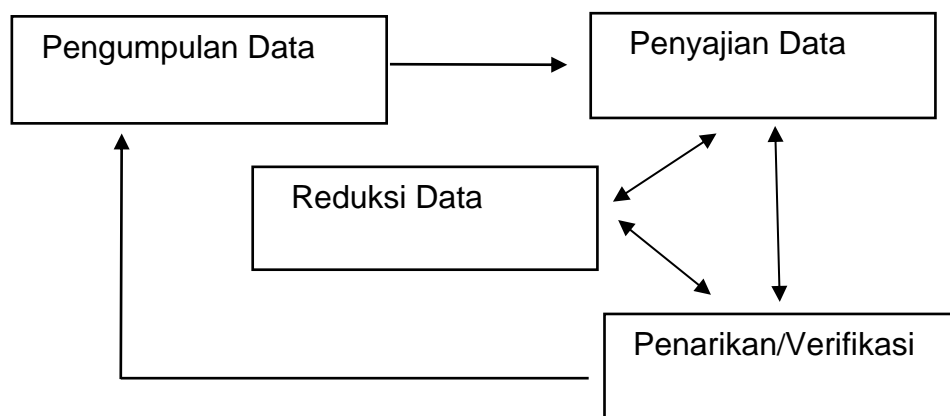 Pengumpulan Data
Penyajian Data
Reduksi Data
Penarikan/Verifikasi